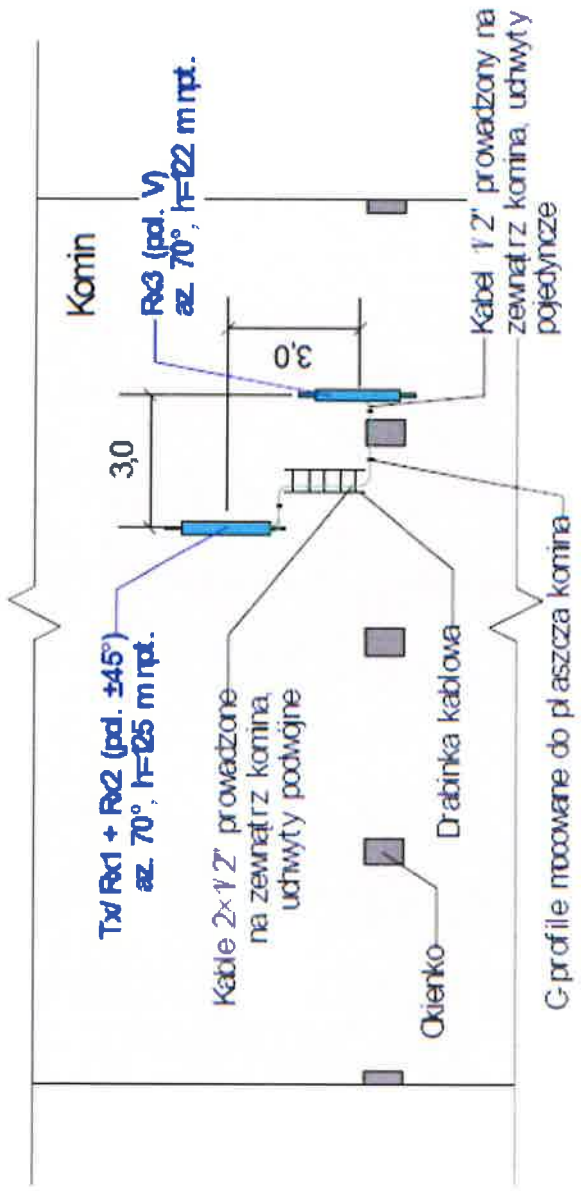 Komin
Tx/ Rx1 + Rx2 (pol. ±45°)
az. 70°, h=125 m npt.
Rx3 (pol. V)
az. 70°, h=122 m npt.
3,0
3,0
Kable 2×1/2" prowadzone
na zewnątrz komina,
uchwyty podwójne
Kabel 1/2" prowadzony na
zewnątrz komina, uchwyty
pojedyncze
Okienko
Drabinka kablowa
C-profile mocowane do płaszcza komina